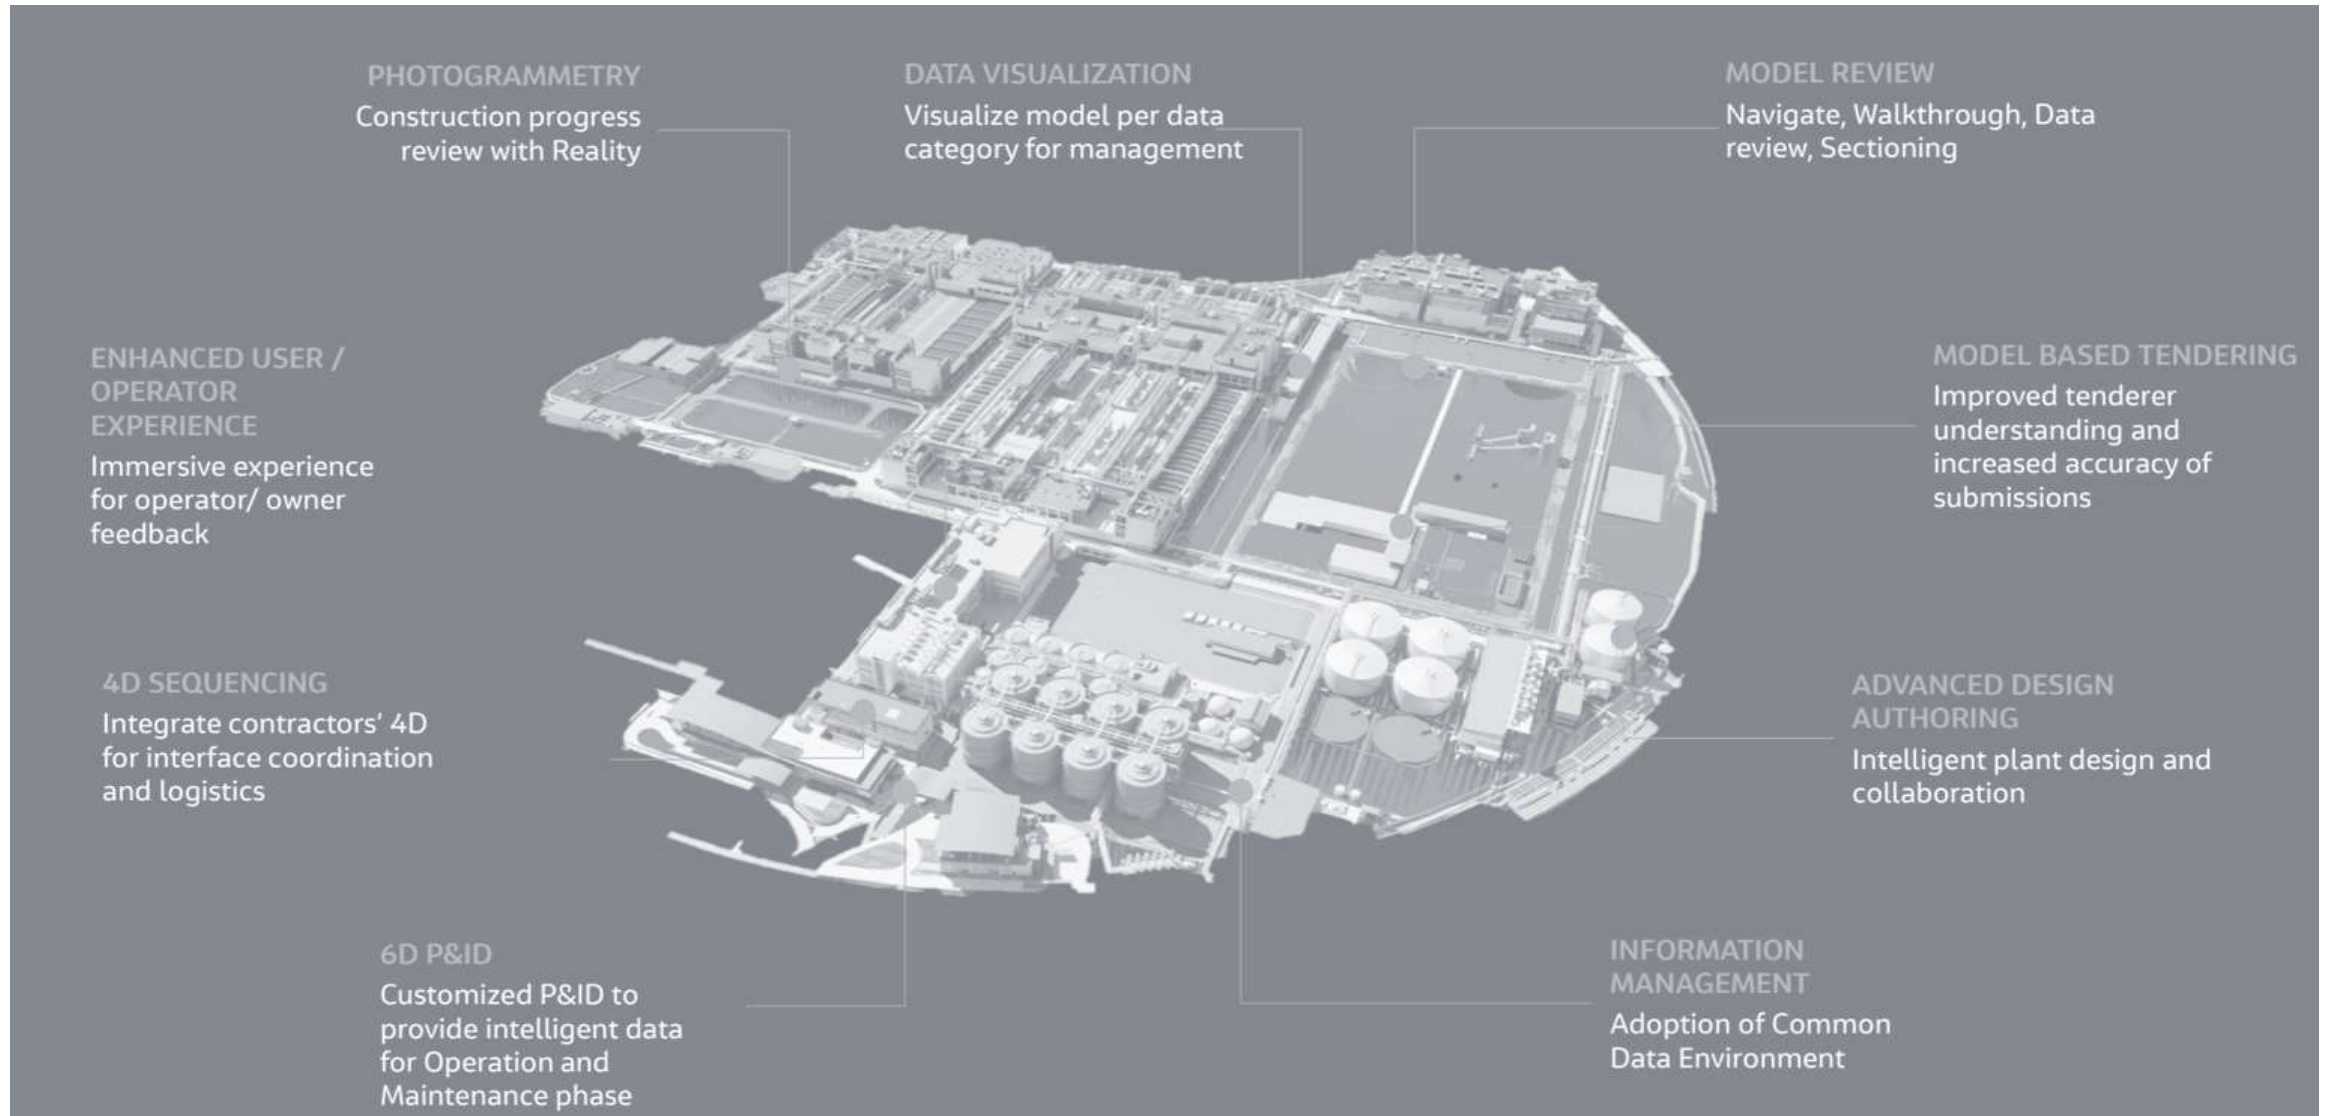 PHOTOGRAMMETRY
Construction progress
review with Reality
DATA VISUALIZATION
Visualize model per data
category for management
MODEL REVIEW
Navigate, Walkthrough, Data
review, Sectioning
ENHANCED USER /
OPERATOR
EXPERIENCE
Immersive experience
for operator/ owner
feedback
MODEL BASED TENDERING
Improved tenderer
understanding and
increased accuracy of
submissions
4D SEQUENCING
Integrate contractors' 4D
for interface coordination
and logistics
ADVANCED DESIGN
AUTHORING
Intelligent plant design and
collaboration
6D P&ID
Customized P&ID to
provide intelligent data
for Operation and
Maintenance phase
INFORMATION
MANAGEMENT
Adoption of Common
Data Environment